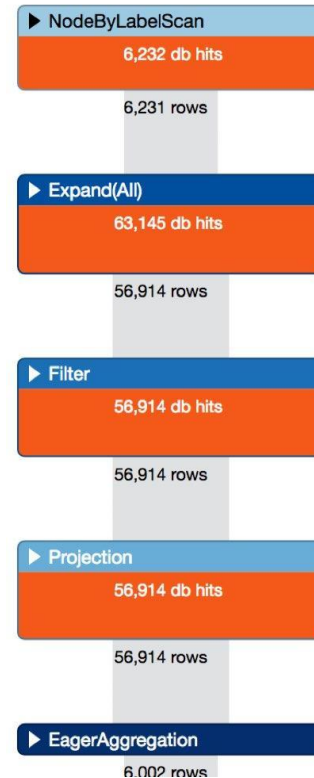 NodeByLabelScan
6,232 db hits
6,231 rows
Expand(All)
63,145 db hits
56,914 rows
Filter
56,914 db hits
56,914 rows
Projection
56,914 db hits
56,914 rows
EagerAggregation
6,002 rows